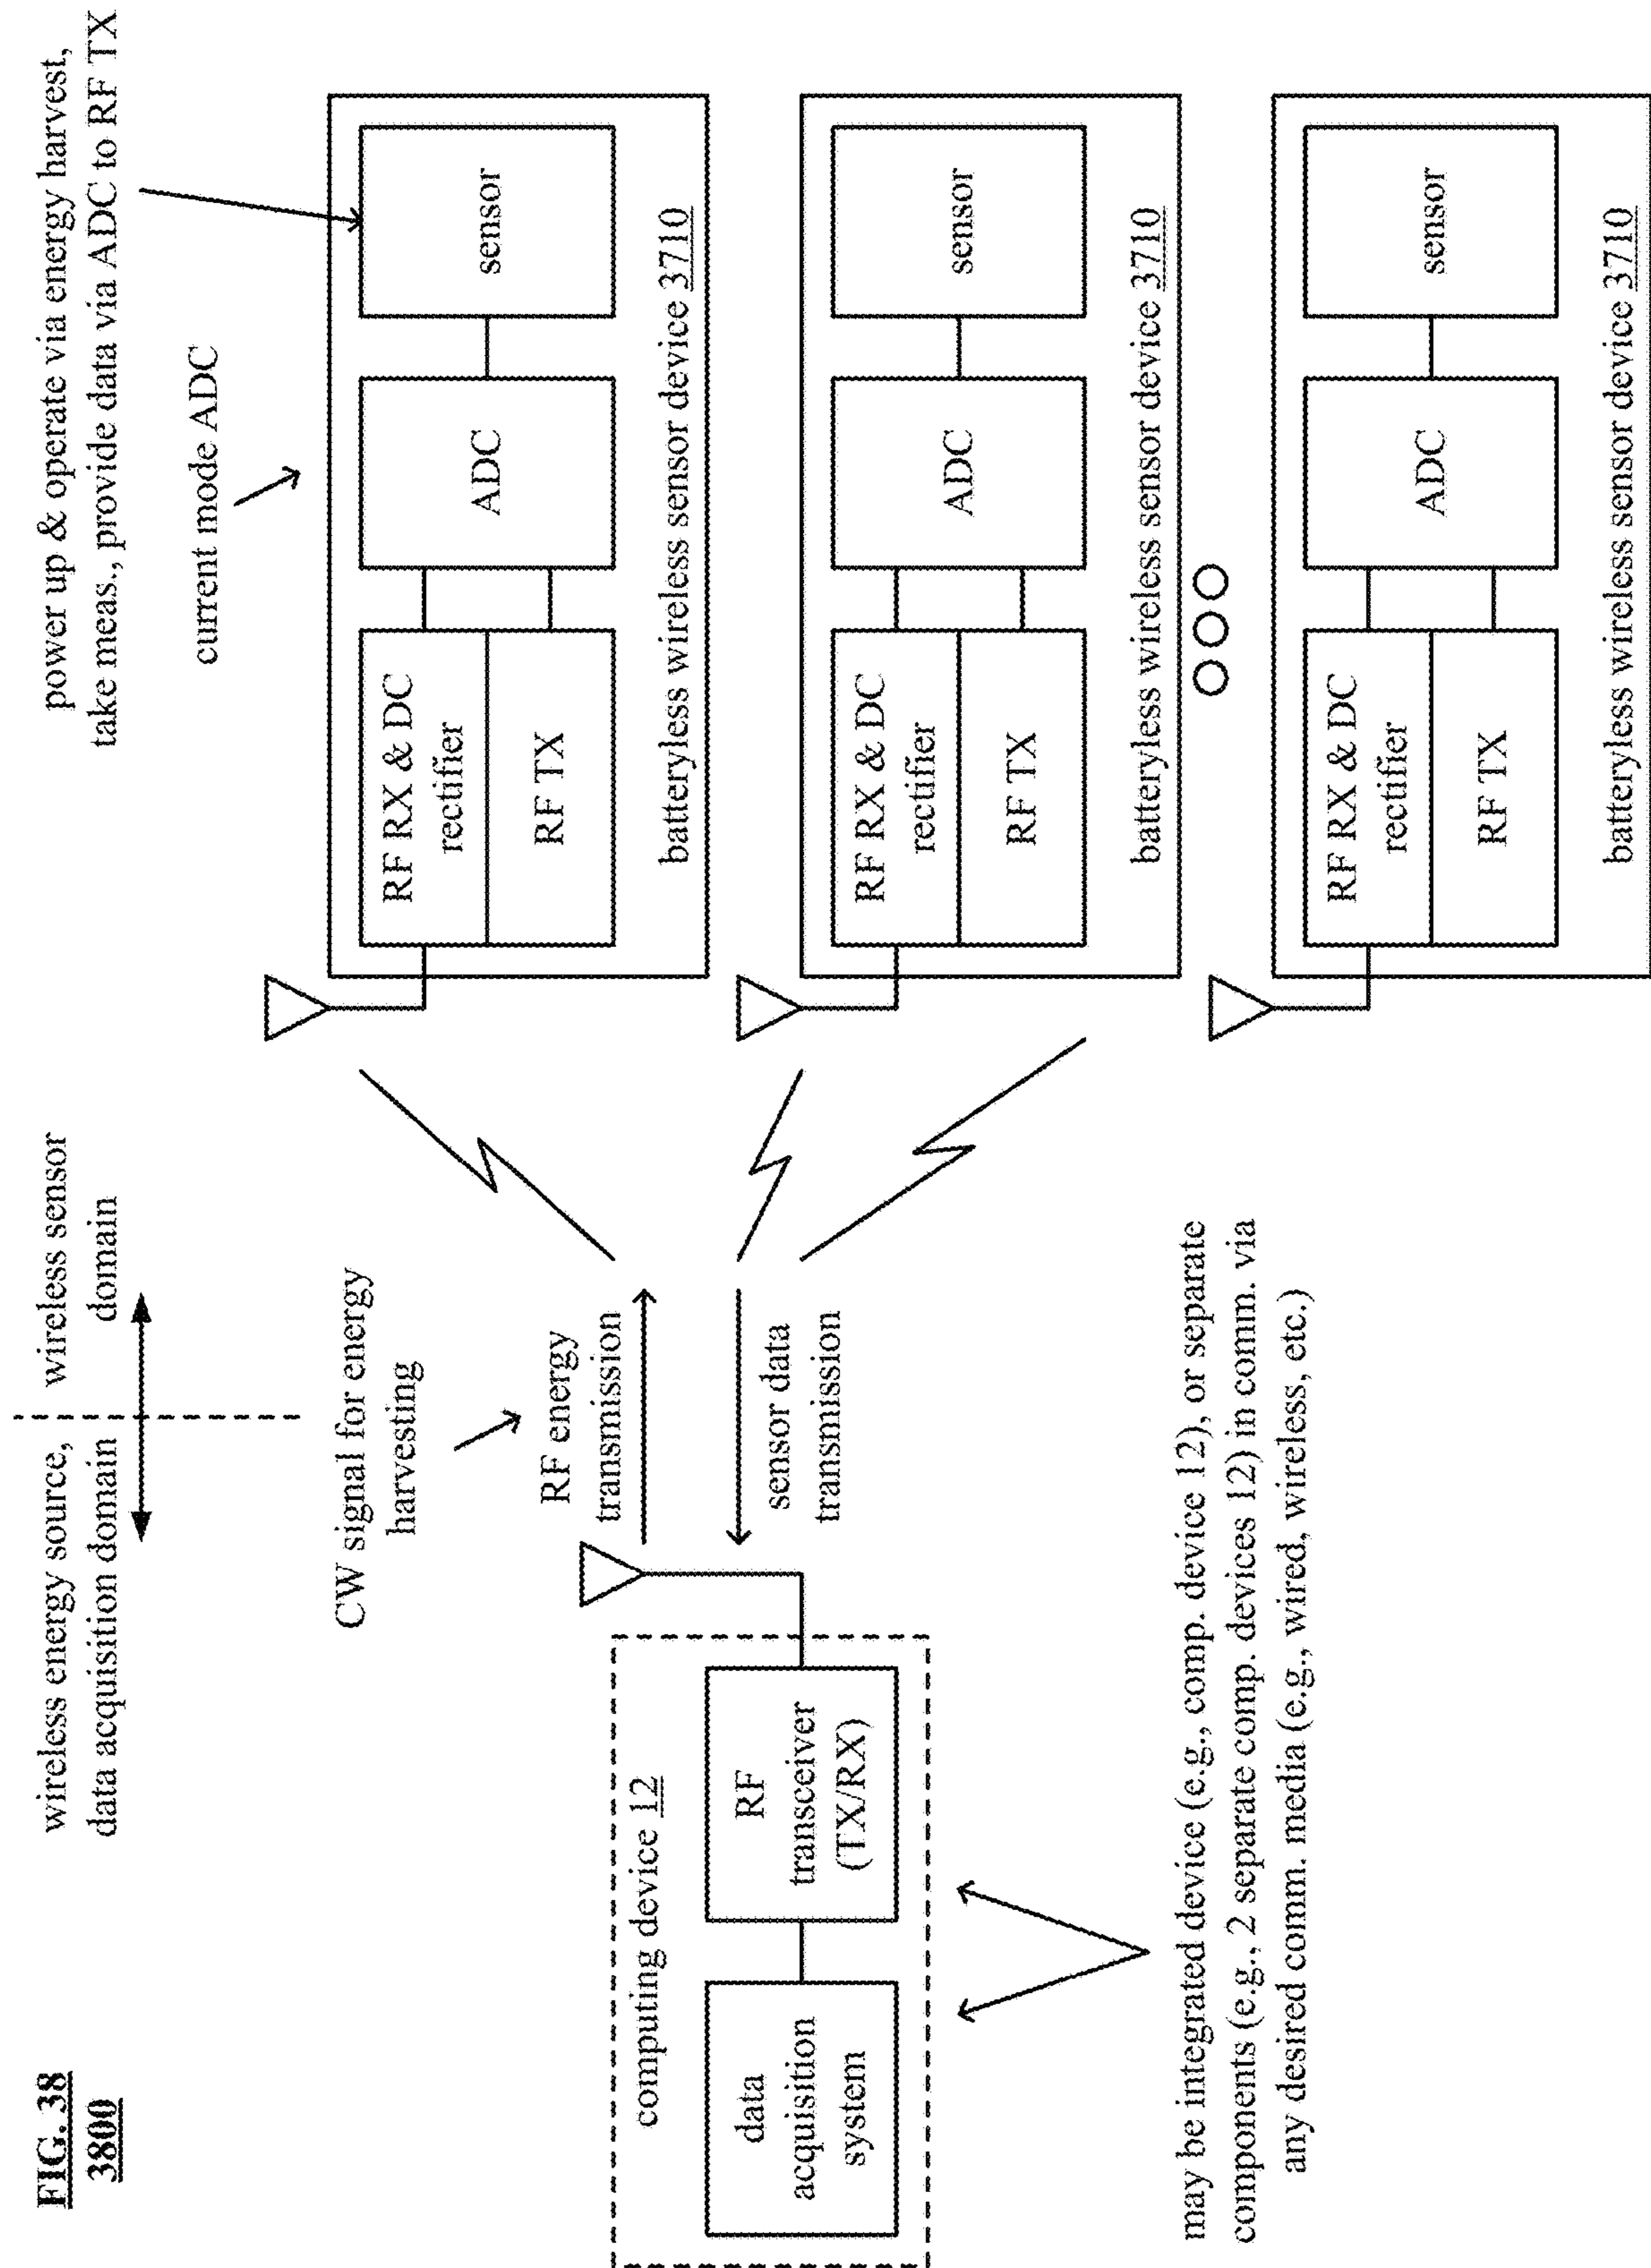 FIG. 38
3800
wireless energy source,
data acquisition domain
wireless sensor
domain
power up & operate via energy harvest,
take meas., provide data via ADC to RF TX
current mode ADC
CW signal for energy
harvesting
RF energy
transmission
sensor data
transmission
computing device 12
data
acquisition
system
RF
transceiver
(TX/RX)
may be integrated device (e.g., comp. device 12), or separate
components (e.g., 2 separate comp. devices 12) in comm. via
any desired comm. media (e.g., wired, wireless, etc.)
RF RX & DC
rectifier
RF TX
ADC
sensor
batteryless wireless sensor device 3710
RF RX & DC
rectifier
RF TX
ADC
sensor
batteryless wireless sensor device 3710
RF RX & DC
rectifier
RF TX
ADC
sensor
batteryless wireless sensor device 3710